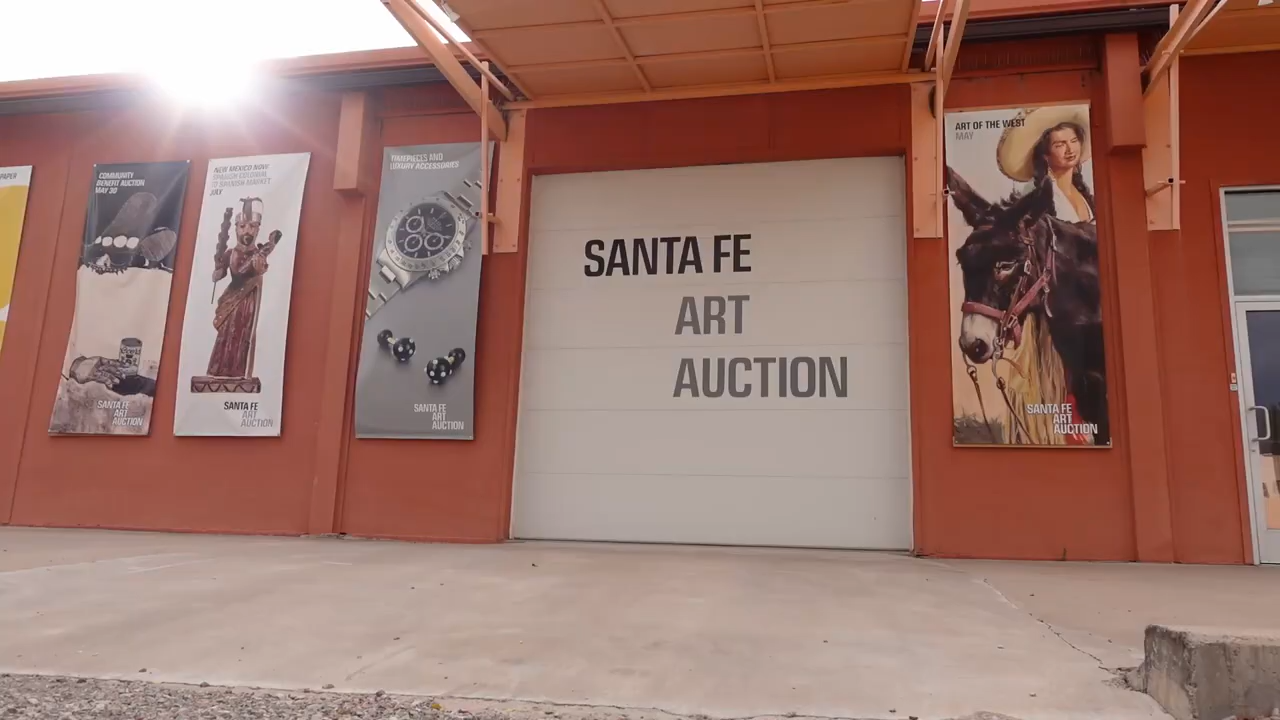 PAPER
COMMUNITY
BENEFIT AUCTION
MAY 30
NEW MEXICO NOW:
SPANISH COLONIAL
TO SPANISH MARKET
JULY
SANTA FE
ART
AUCTION
SANTA FE
ART
AUCTION
TIMEPIECES AND
LUXURY ACCESSORIES
SANTA FE
ART
AUCTION
SANTA FE
ART
AUCTION
ART OF THE WEST
MAY
SANTA FE
ART
AUCTION